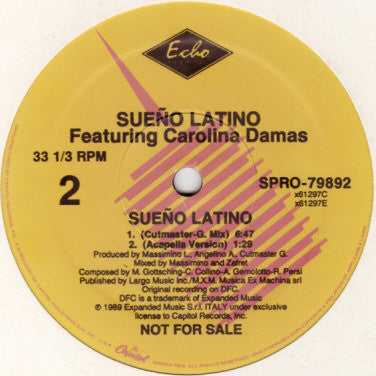 Echo
SUEÑO LATINO
Featuring Carolina Damas
33 1/3 RPM
2
SPRO-79892
x61297C
x61297E
SUEÑO LATINO
1. (Cutmaster-G. Mix) 6:47
2. (Acapella Version) 1:29
Produced by Massimino L., Angelino A., Cutmaster G.
Mixed by Massimino and Zafret
Composed by M. Gottsching-C. Collino-A. Gemolotto-R. Persi
Published by Largo Music Inc./M.X.M. Musica Ex Machina srl
Original recording on DFC.
DFC is a trademark of Expanded Music
℗ 1989 Expanded Music S.r.l. ITALY under exclusive
license to Capitol Records, Inc.
NOT FOR SALE
Capitol